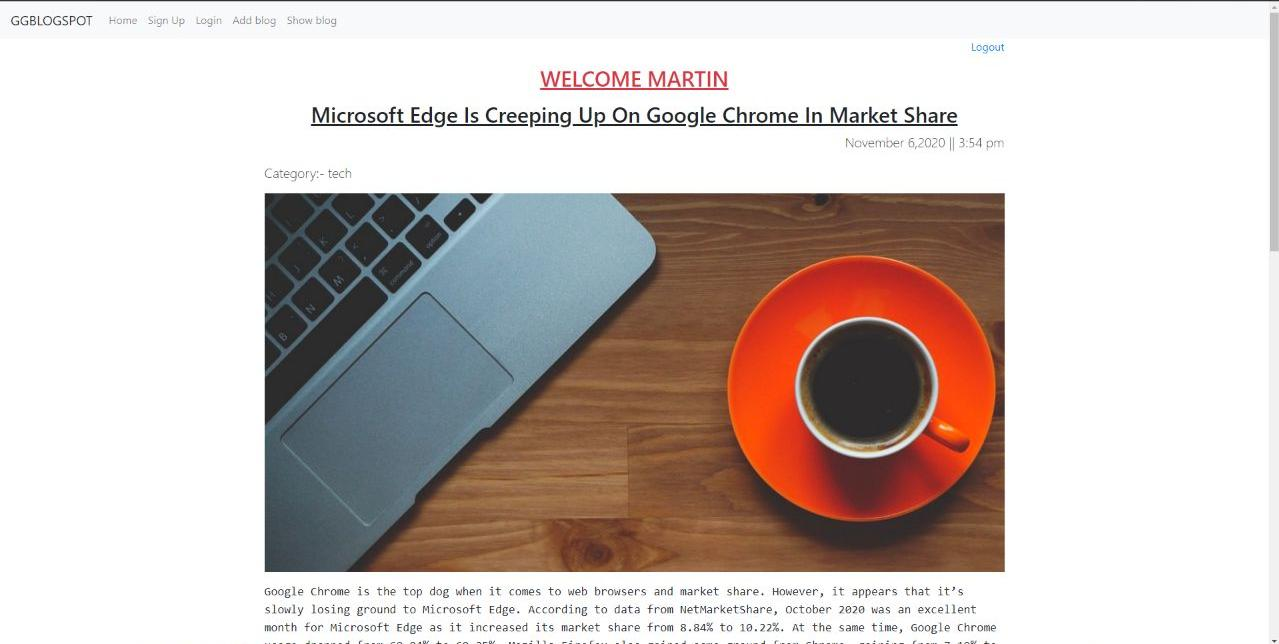 GGBLOGSPOT Home Sign Up Login Add blog Show blog
Logout
WELCOME MARTIN
Microsoft Edge Is Creeping Up On Google Chrome In Market Share
November 6,2020 || 3:54 pm
Category:- tech
L
K
J
M
N
B
H
option
command
Google Chrome is the top dog when it comes to web browsers and market share. However, it appears that it’s
slowly losing ground to Microsoft Edge. According to data from NetMarketShare, October 2020 was an excellent
month for Microsoft Edge as it increased its market share from 8.84% to 10.22%. At the same time, Google Chrome